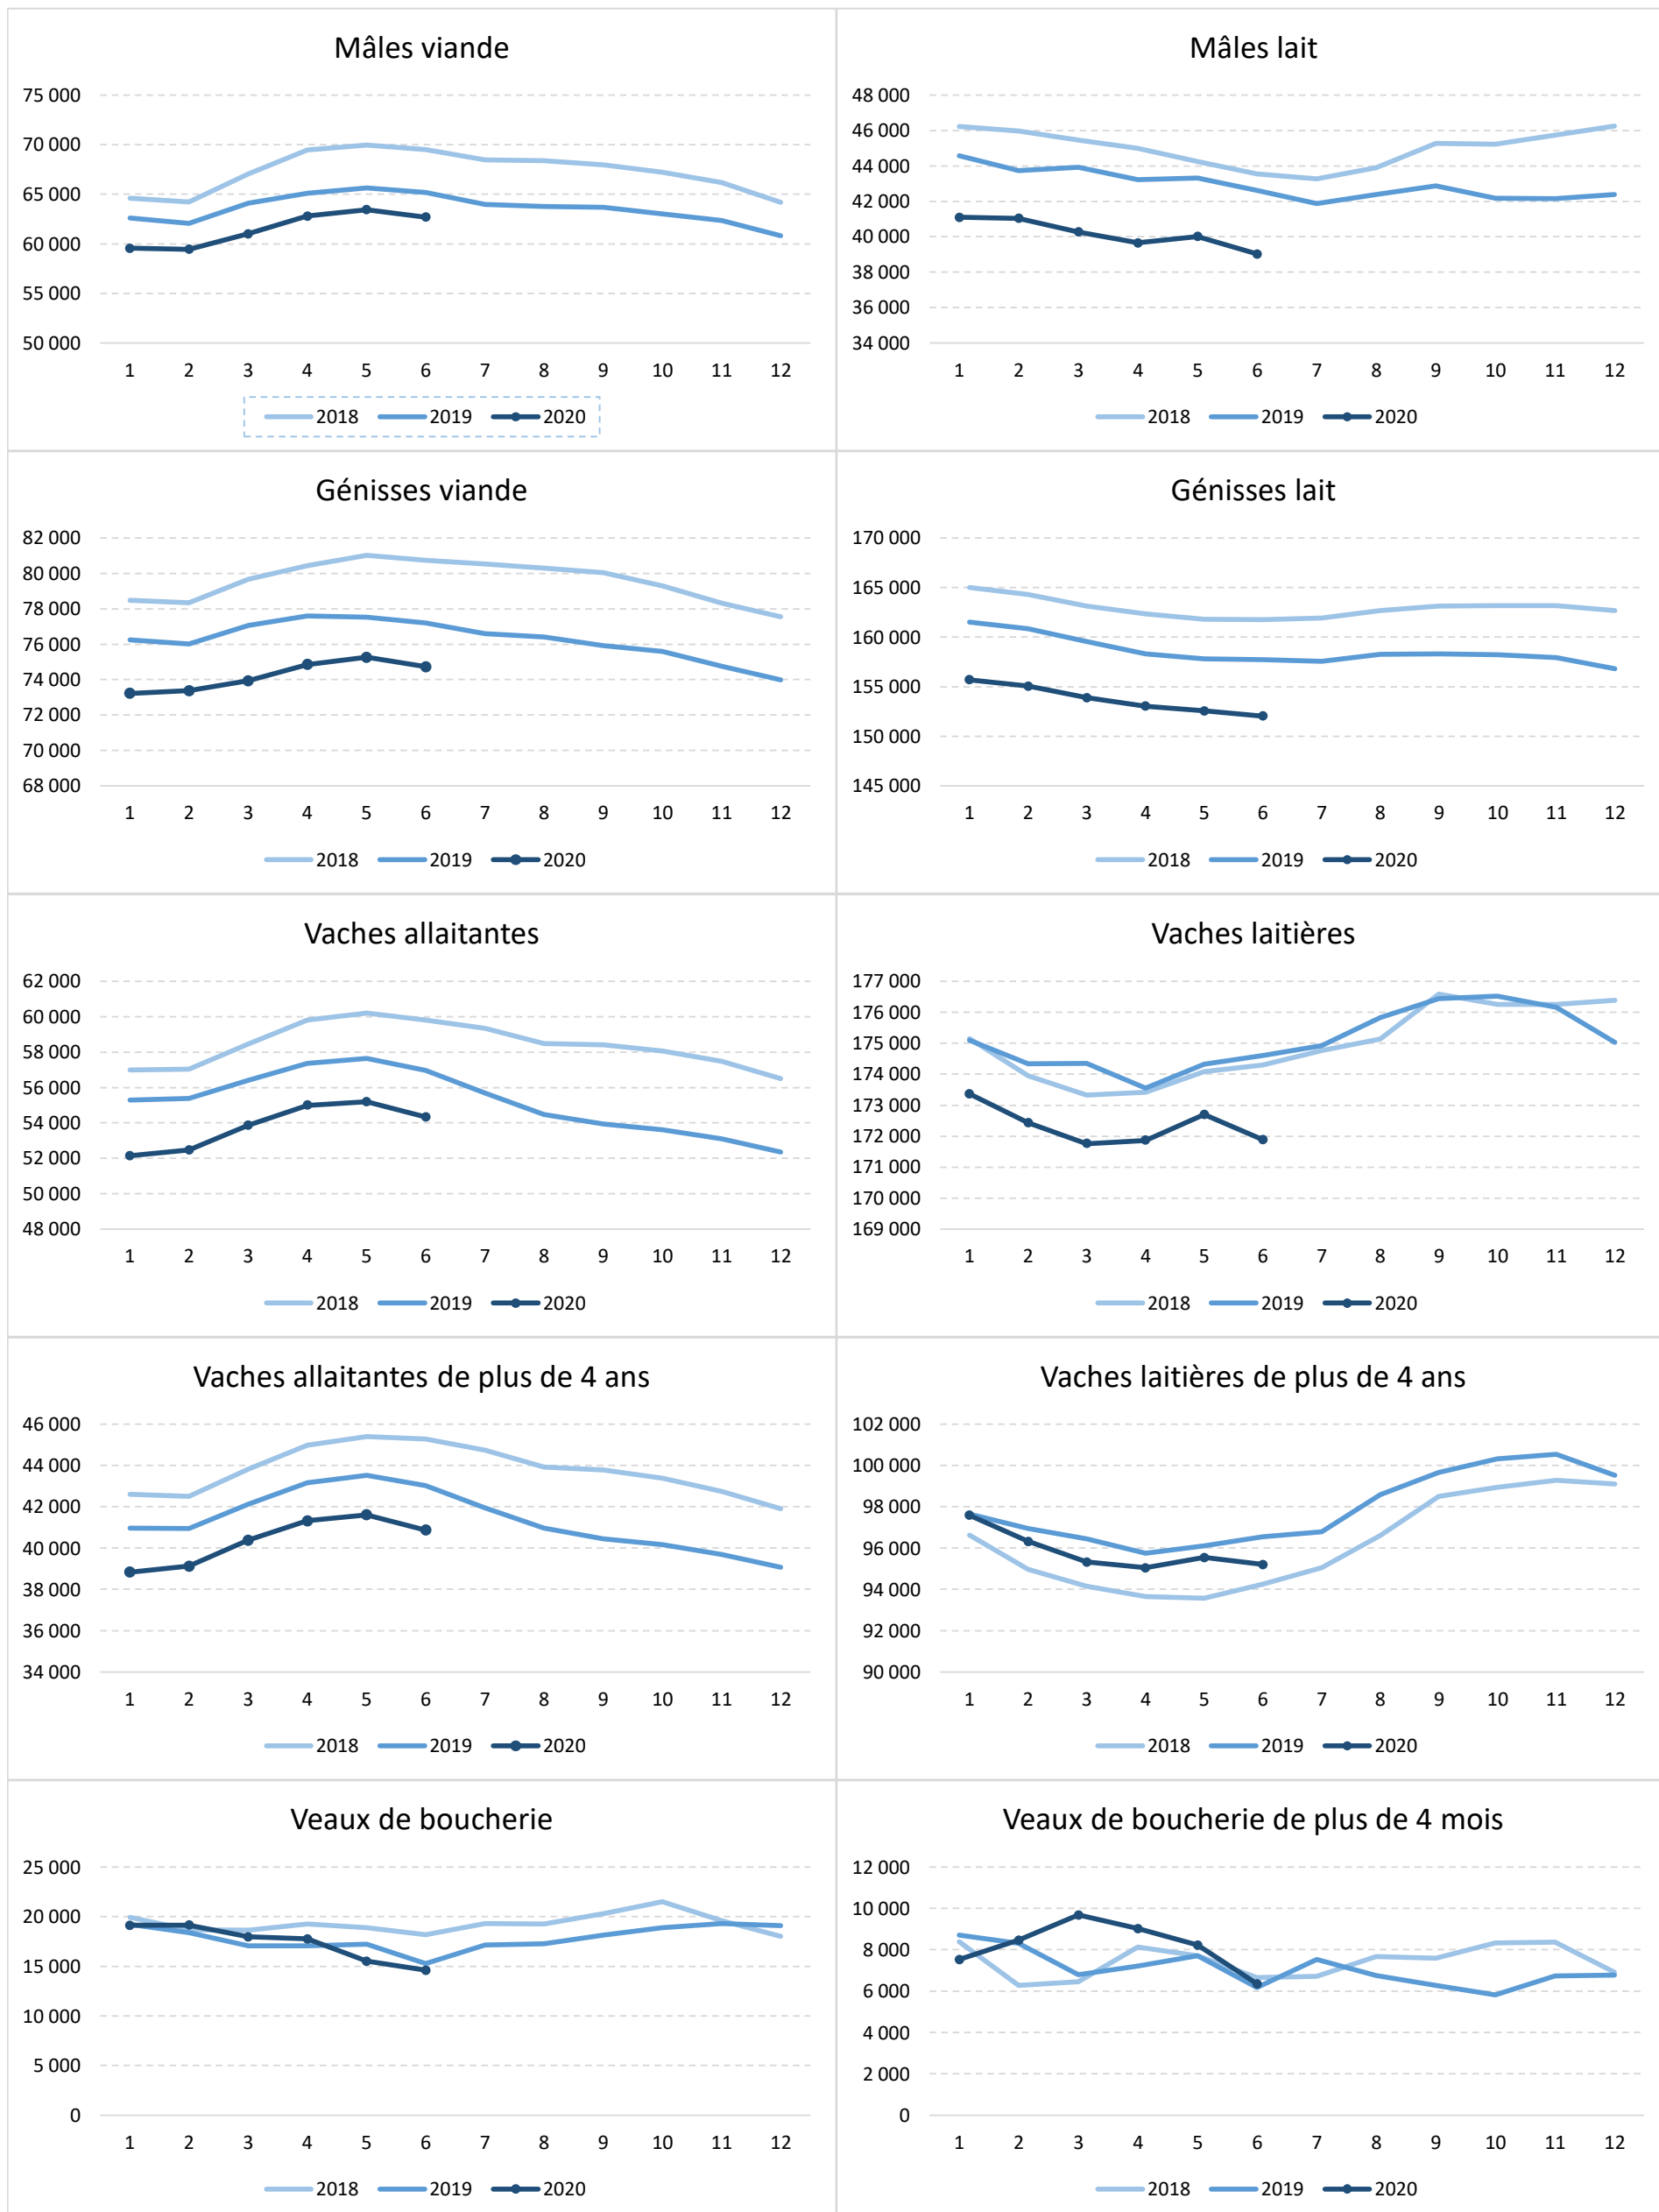 Mâles viande
75 000
70 000
65 000
60 000
55 000
50 000
1 2 3 4 5 6 7 8 9 10 11 12
2018 2019 2020
Mâles lait
48 000
46 000
44 000
42 000
40 000
38 000
36 000
34 000
1 2 3 4 5 6 7 8 9 10 11 12
2018 2019 2020
Génisses viande
82 000
80 000
78 000
76 000
74 000
72 000
70 000
68 000
1 2 3 4 5 6 7 8 9 10 11 12
2018 2019 2020
Génisses lait
170 000
165 000
160 000
155 000
150 000
145 000
1 2 3 4 5 6 7 8 9 10 11 12
2018 2019 2020
Vaches allaitantes
62 000
60 000
58 000
56 000
54 000
52 000
50 000
48 000
1 2 3 4 5 6 7 8 9 10 11 12
2018 2019 2020
Vaches laitières
177 000
176 000
175 000
174 000
173 000
172 000
171 000
170 000
169 000
1 2 3 4 5 6 7 8 9 10 11 12
2018 2019 2020
Vaches allaitantes de plus de 4 ans
46 000
44 000
42 000
40 000
38 000
36 000
34 000
1 2 3 4 5 6 7 8 9 10 11 12
2018 2019 2020
Vaches laitières de plus de 4 ans
102 000
100 000
98 000
96 000
94 000
92 000
90 000
1 2 3 4 5 6 7 8 9 10 11 12
2018 2019 2020
Veaux de boucherie
25 000
20 000
15 000
10 000
5 000
0
1 2 3 4 5 6 7 8 9 10 11 12
2018 2019 2020
Veaux de boucherie de plus de 4 mois
12 000
10 000
8 000
6 000
4 000
2 000
0
1 2 3 4 5 6 7 8 9 10 11 12
2018 2019 2020